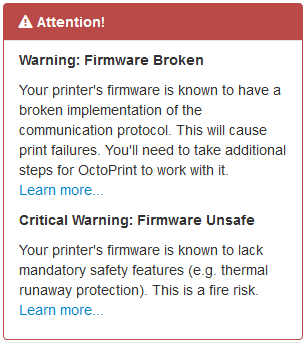 Attention!
Warning: Firmware Broken
Your printer's firmware is known to have a
broken implementation of the
communication protocol. This will cause
print failures. You'll need to take additional
steps for OctoPrint to work with it.
Learn more...
Critical Warning: Firmware Unsafe
Your printer's firmware is known to lack
mandatory safety features (e.g. thermal
runaway protection). This is a fire risk.
Learn more...